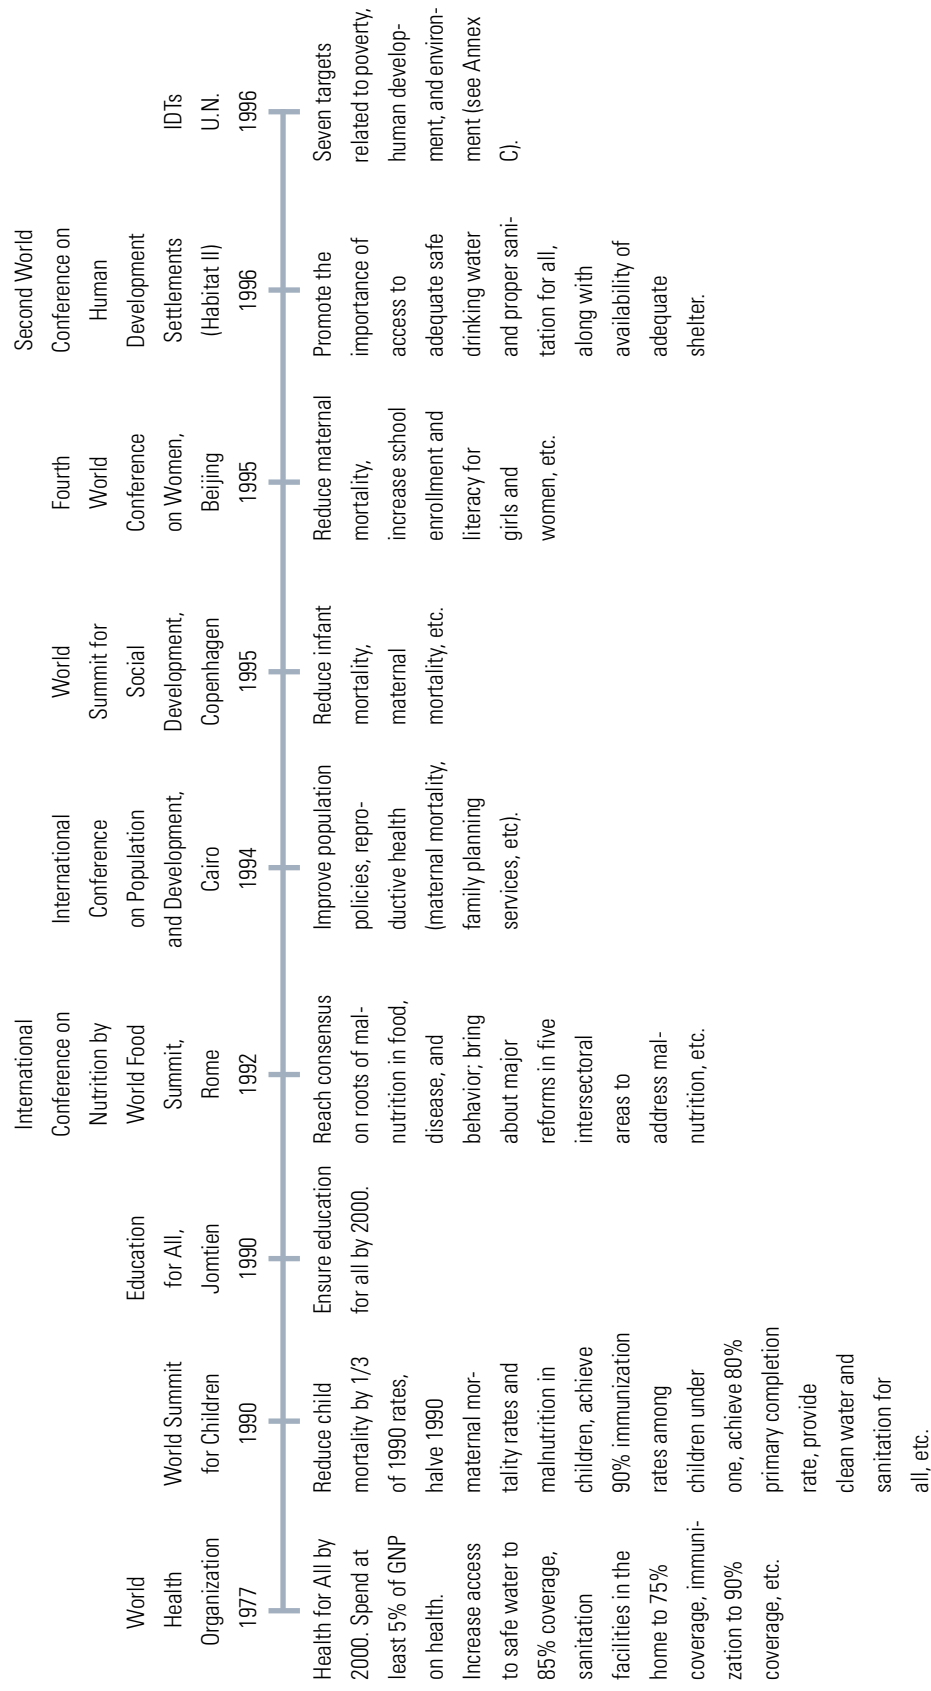 World
Health
Organization
1977
Health for All by
2000. Spend at
least 5% of GNP
on health.
Increase access
to safe water to
85% coverage,
sanitation
facilities in the
home to 75%
coverage, immuni-
zation to 90%
coverage, etc.
World Summit
for Children
1990
Reduce child
mortality by 1/3
of 1990 rates,
halve 1990
maternal mor-
tality rates and
malnutrition in
children, achieve
90% immunization
rates among
children under
one, achieve 80%
primary completion
rate, provide
clean water and
sanitation for
all, etc.
Education
for All,
Jomtien
1990
Ensure education
for all by 2000.
International
Conference on
Nutrition by
World Food
Summit,
Rome
1992
Reach consensus
on roots of mal-
nutrition in food,
disease, and
behavior; bring
about major
reforms in five
intersectoral
areas to
address mal-
nutrition, etc.
International
Conference
on Population
and Development,
Cairo
1994
Improve population
policies, repro-
ductive health
(maternal mortality,
family planning
services, etc).
World
Summit for
Social
Development,
Copenhagen
1995
Reduce infant
mortality,
maternal
mortality, etc.
Fourth
World
Conference
on Women,
Beijing
1995
Reduce maternal
mortality,
increase school
enrollment and
literacy for
girls and
women, etc.
Second World
Conference on
Human
Development
Settlements
(Habitat II)
1996
Promote the
importance of
access to
adequate safe
drinking water
and proper sani-
tation for all,
along with
availability of
adequate
shelter.
IDTs
U.N.
1996
Seven targets
related to poverty,
human develop-
ment, and environ-
ment (see Annex
C).